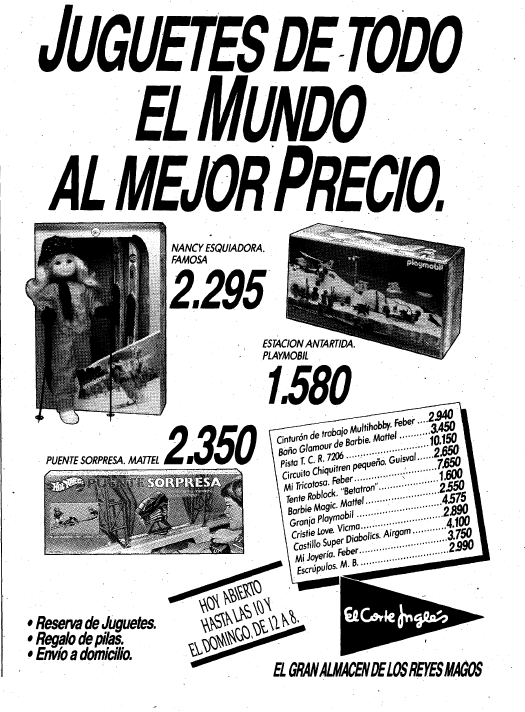 JUGUETES DE TODO
EL MUNDO
AL MEJOR PRECIO.
NANCY ESQUIADORA.
FAMOSA
2.295
playmobil
ESTACION ANTARTIDA.
PLAYMOBIL
1.580
PUENTE SORPRESA. MATTEL 2.350
PUENTE SORPRESA
Cinturón de trabajo Multihobby. Feber ... 2.940
Baño Glamour de Barbie. Mattel ......... 3.450
Pista T. C. R. 7206 ......... 10.150
Circuito Chiquitren pequeño. Guisval ... 2.650
Mi Tricotosa. Feber ......... 7.650
Tente Roblock. "Betatron" ......... 1.600
Barbie Magic. Mattel ......... 2.550
Granja Playmobil ......... 4.575
Cristie Love. Vicma ......... 2.890
Castillo Super Diabolics. Airgam ......... 4.100
Mi Joyería. Feber ......... 3.750
Escrúpulos. M. B. ......... 2.990
HOY ABIERTO
HASTA LAS 10 Y
EL DOMINGO, DE 12 A 8.
• Reserva de Juguetes.
• Regalo de pilas.
• Envío a domicilio.
El Corte Inglés
EL GRAN ALMACEN DE LOS REYES MAGOS